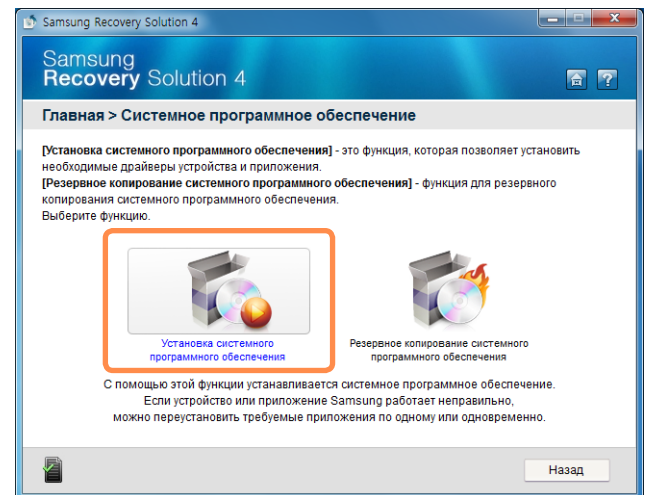 Samsung Recovery Solution 4
Samsung
Recovery Solution 4
Главная > Системное программное обеспечение
[Установка системного программного обеспечения] - это функция, которая позволяет установить
необходимые драйверы устройства и приложения.
[Резервное копирование системного программного обеспечения] - функция для резервного
копирования системного программного обеспечения.
Выберите функцию.
Установка системного
программного обеспечения
Резервное копирование системного
программного обеспечения
С помощью этой функции устанавливается системное программное обеспечение.
Если устройство или приложение Samsung работает неправильно,
можно переустановить требуемые приложения по одному или одновременно.
Назад